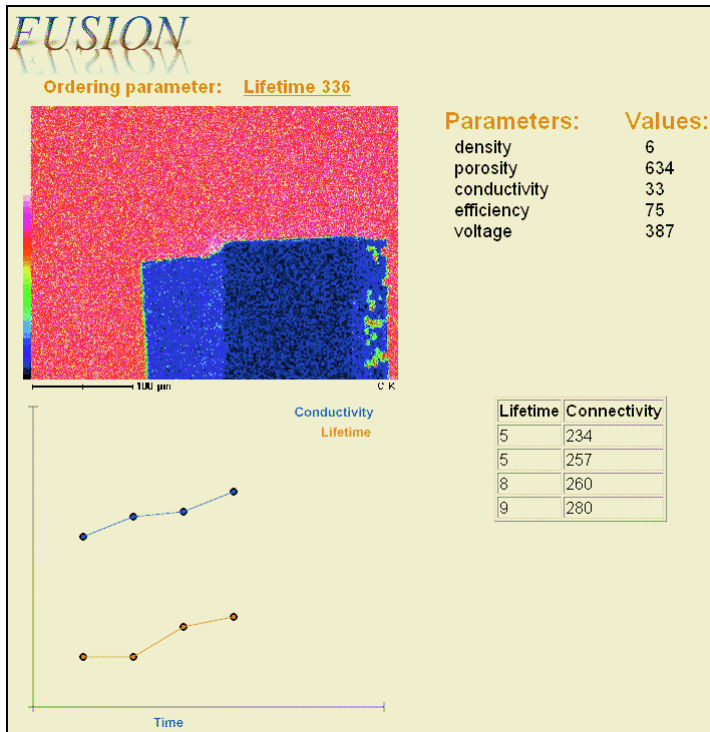 FUSION
Ordering parameter: Lifetime 336
Parameters: Values:
density 6
porosity 634
conductivity 33
efficiency 75
voltage 387
100 µm C K
Conductivity
Lifetime
Time
Lifetime Connectivity
5 234
5 257
8 260
9 280